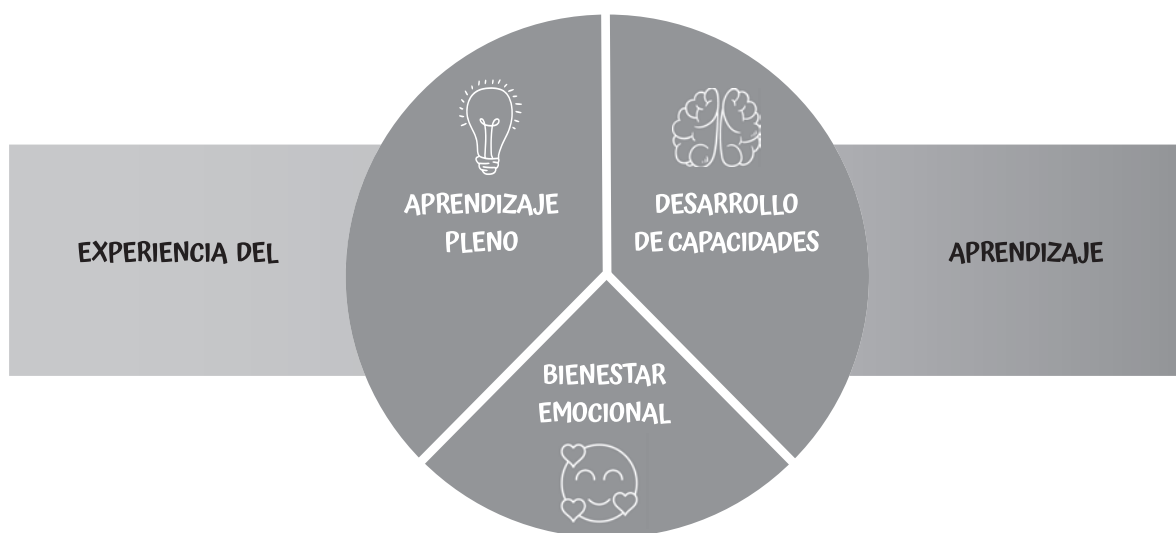 EXPERIENCIA DEL
APRENDIZAJE
PLENO
DESARROLLO
DE CAPACIDADES
BIENESTAR
EMOCIONAL
APRENDIZAJE